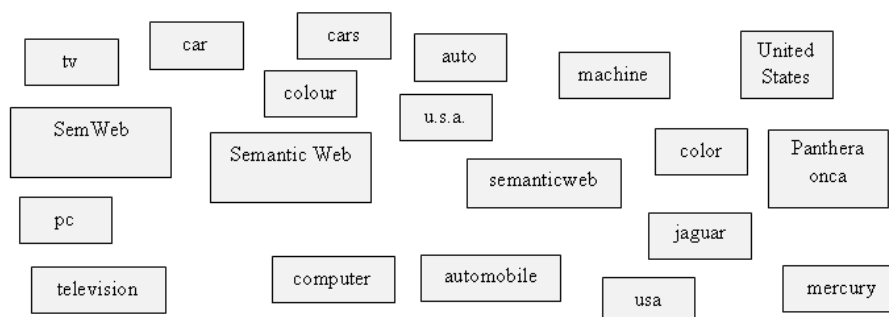 tv
car
cars
auto
machine
United
States
colour
u.s.a.
SemWeb
Semantic Web
semanticweb
color
Panthera
onca
pc
jaguar
television
computer
automobile
usa
mercury